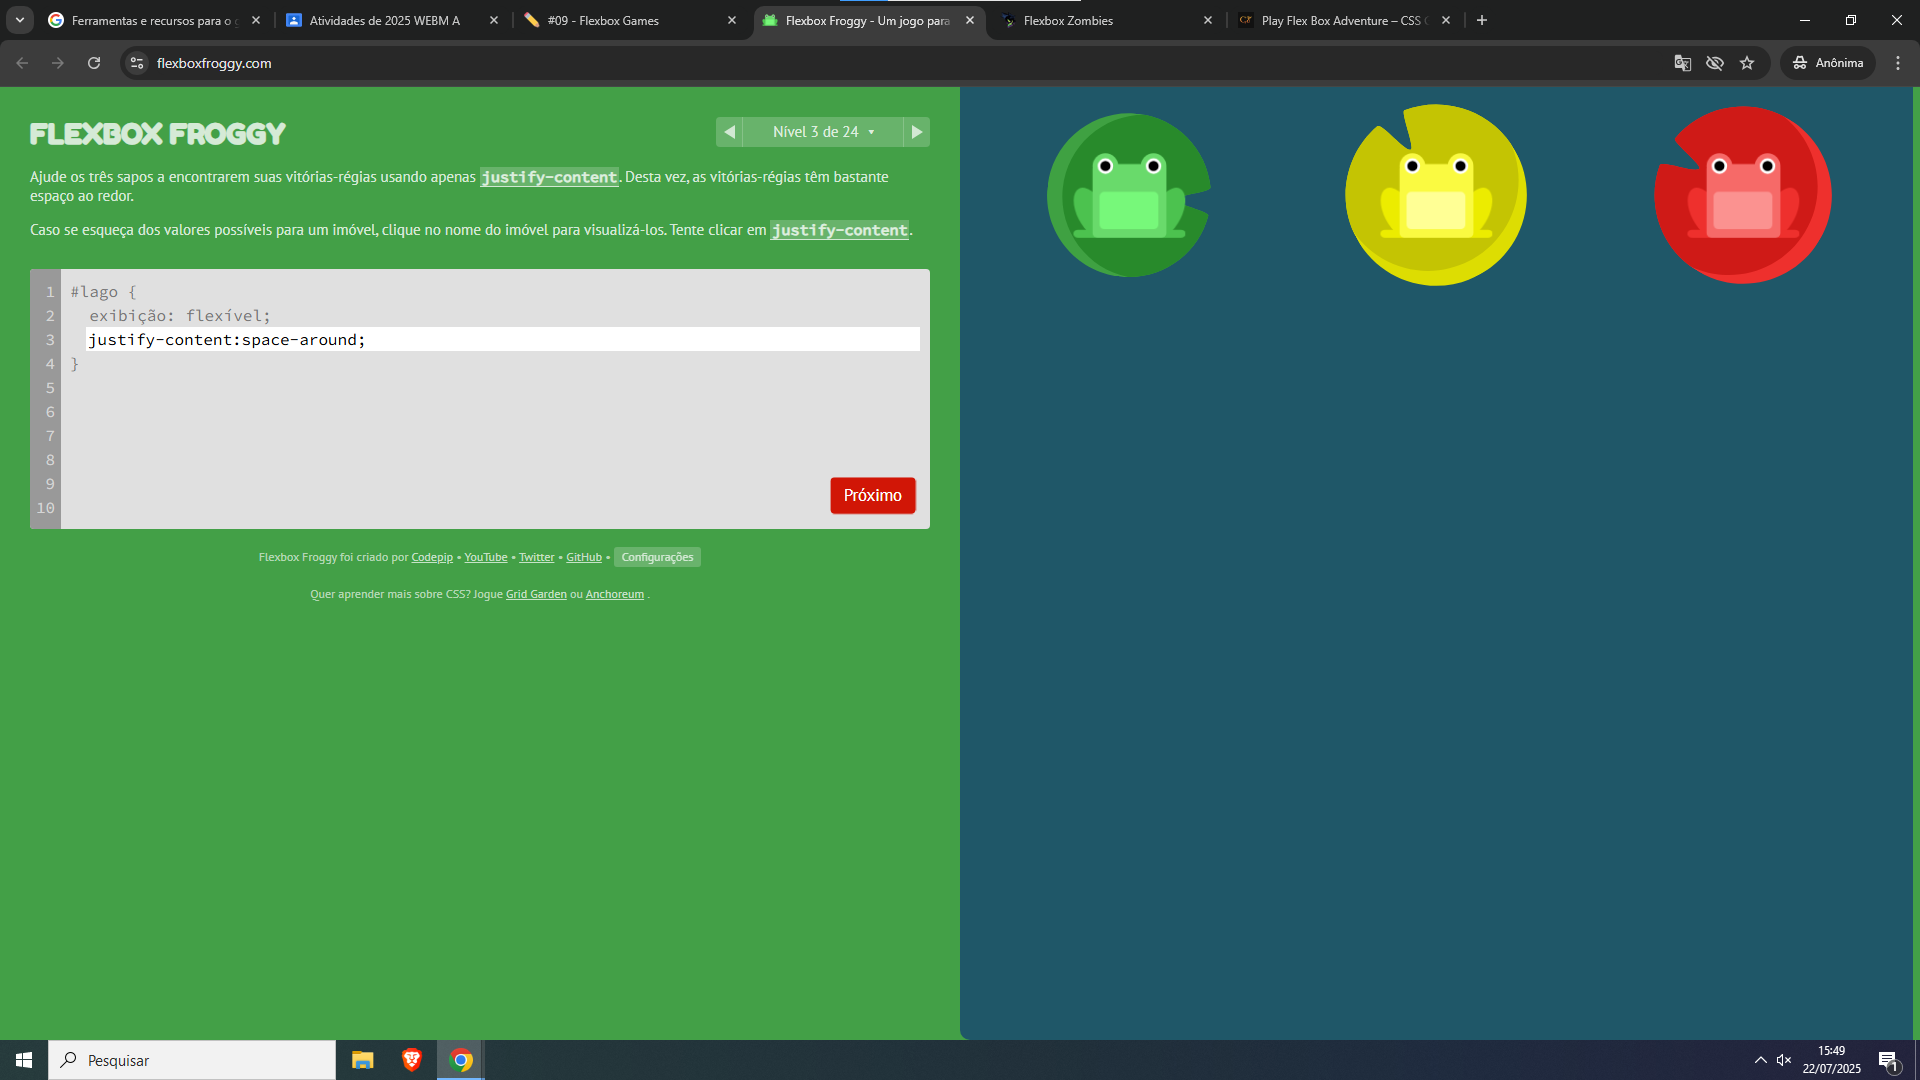 Ferramentas e recursos para o g
Atividades de 2025 WEBM A
#09 - Flexbox Games
Flexbox Froggy - Um jogo para
Flexbox Zombies
Play Flex Box Adventure – CSS G
flexboxfroggy.com
Anônima
FLEXBOX FROGGY
Nível 3 de 24
Ajude os três sapos a encontrarem suas vitórias-régias usando apenas justify-content. Desta vez, as vitórias-régias têm bastante
espaço ao redor.
Caso se esqueça dos valores possíveis para um imóvel, clique no nome do imóvel para visualizá-los. Tente clicar em justify-content.
1 #lago {
2 exibição: flexível;
3 justify-content:space-around;
4 }
5
6
7
8
9
10
Próximo
Flexbox Froggy foi criado por Codepip • YouTube • Twitter • GitHub • Configurações
Quer aprender mais sobre CSS? Jogue Grid Garden ou Anchoreum .
Pesquisar
15:49
22/07/2025
1